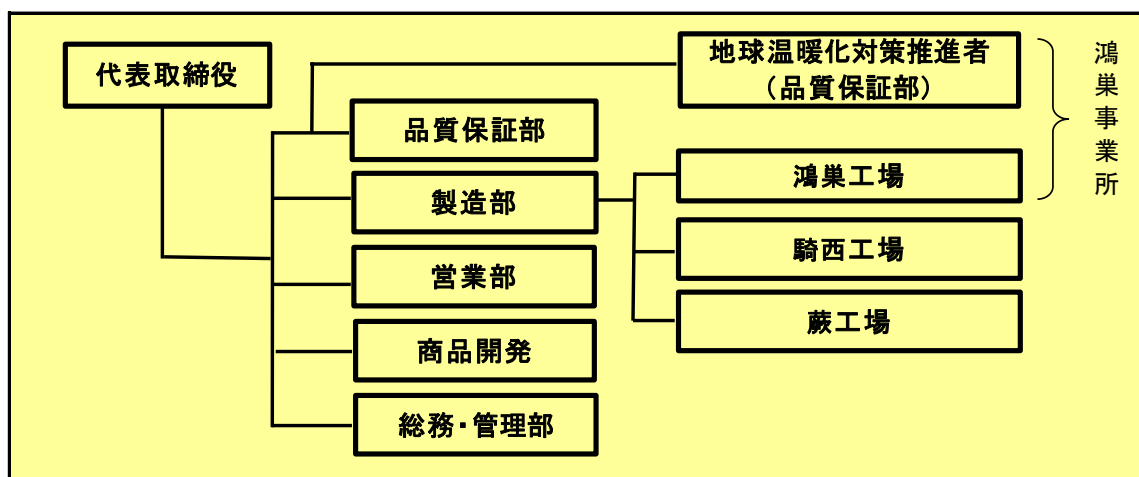 代表取締役
地球温暖化対策推進者
（品質保証部）
鴻巣事業所
品質保証部
製造部
鴻巣工場
営業部
騎西工場
商品開発
蕨工場
総務・管理部